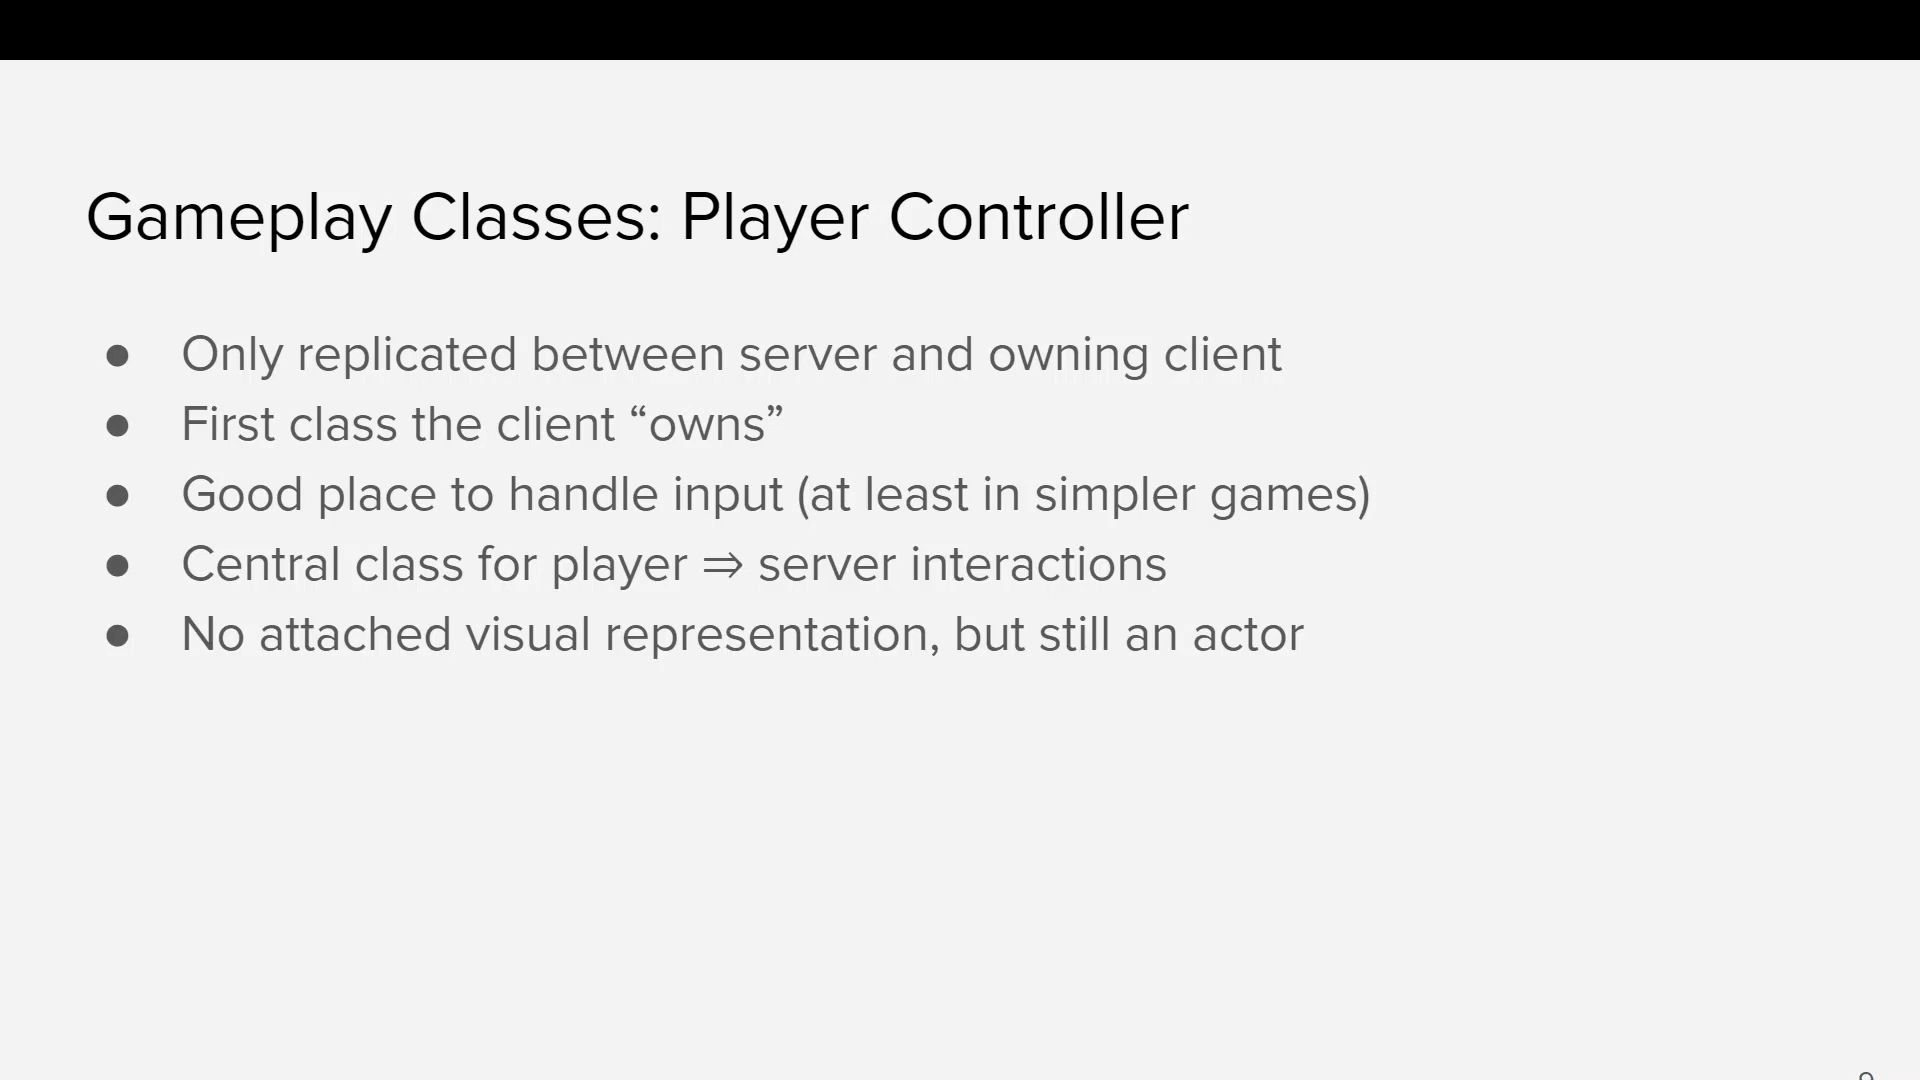 Gameplay Classes: Player Controller
● Only replicated between server and owning client
● First class the client “owns”
● Good place to handle input (at least in simpler games)
● Central class for player ⇒ server interactions
● No attached visual representation, but still an actor